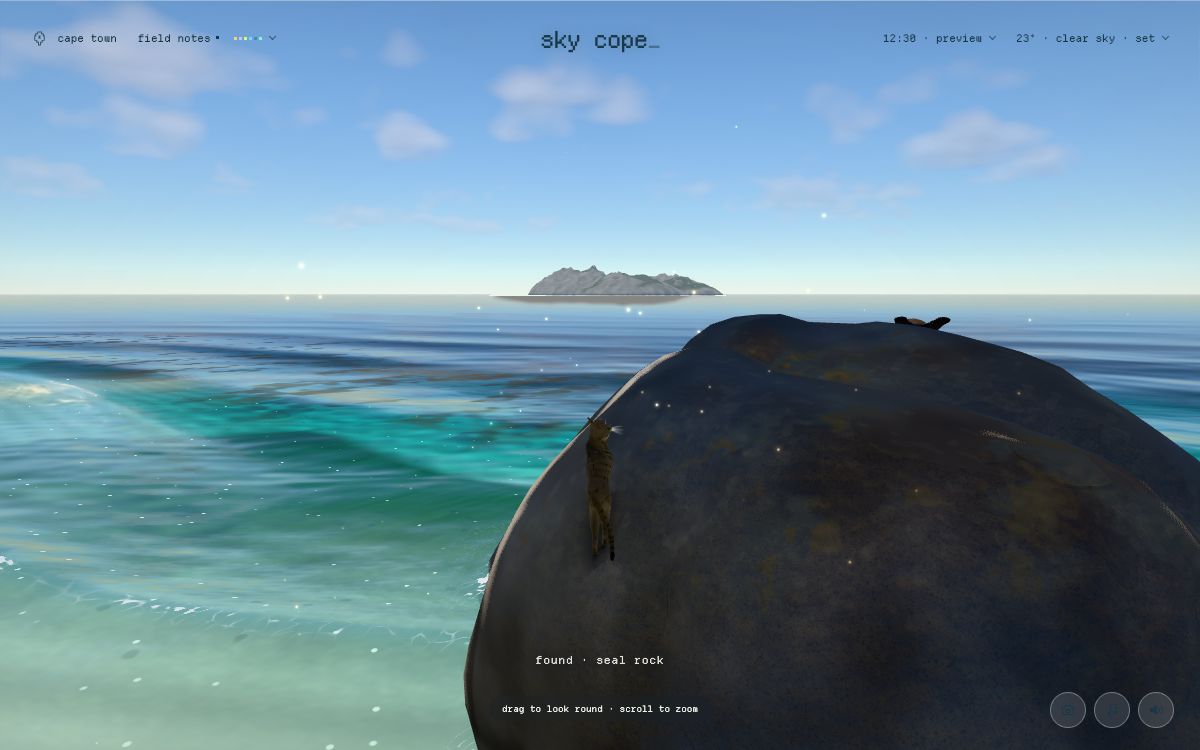 cape town
field notes
sky cope_
12:30 · preview
23° · clear sky · set
found · seal rock
drag to look round · scroll to zoom